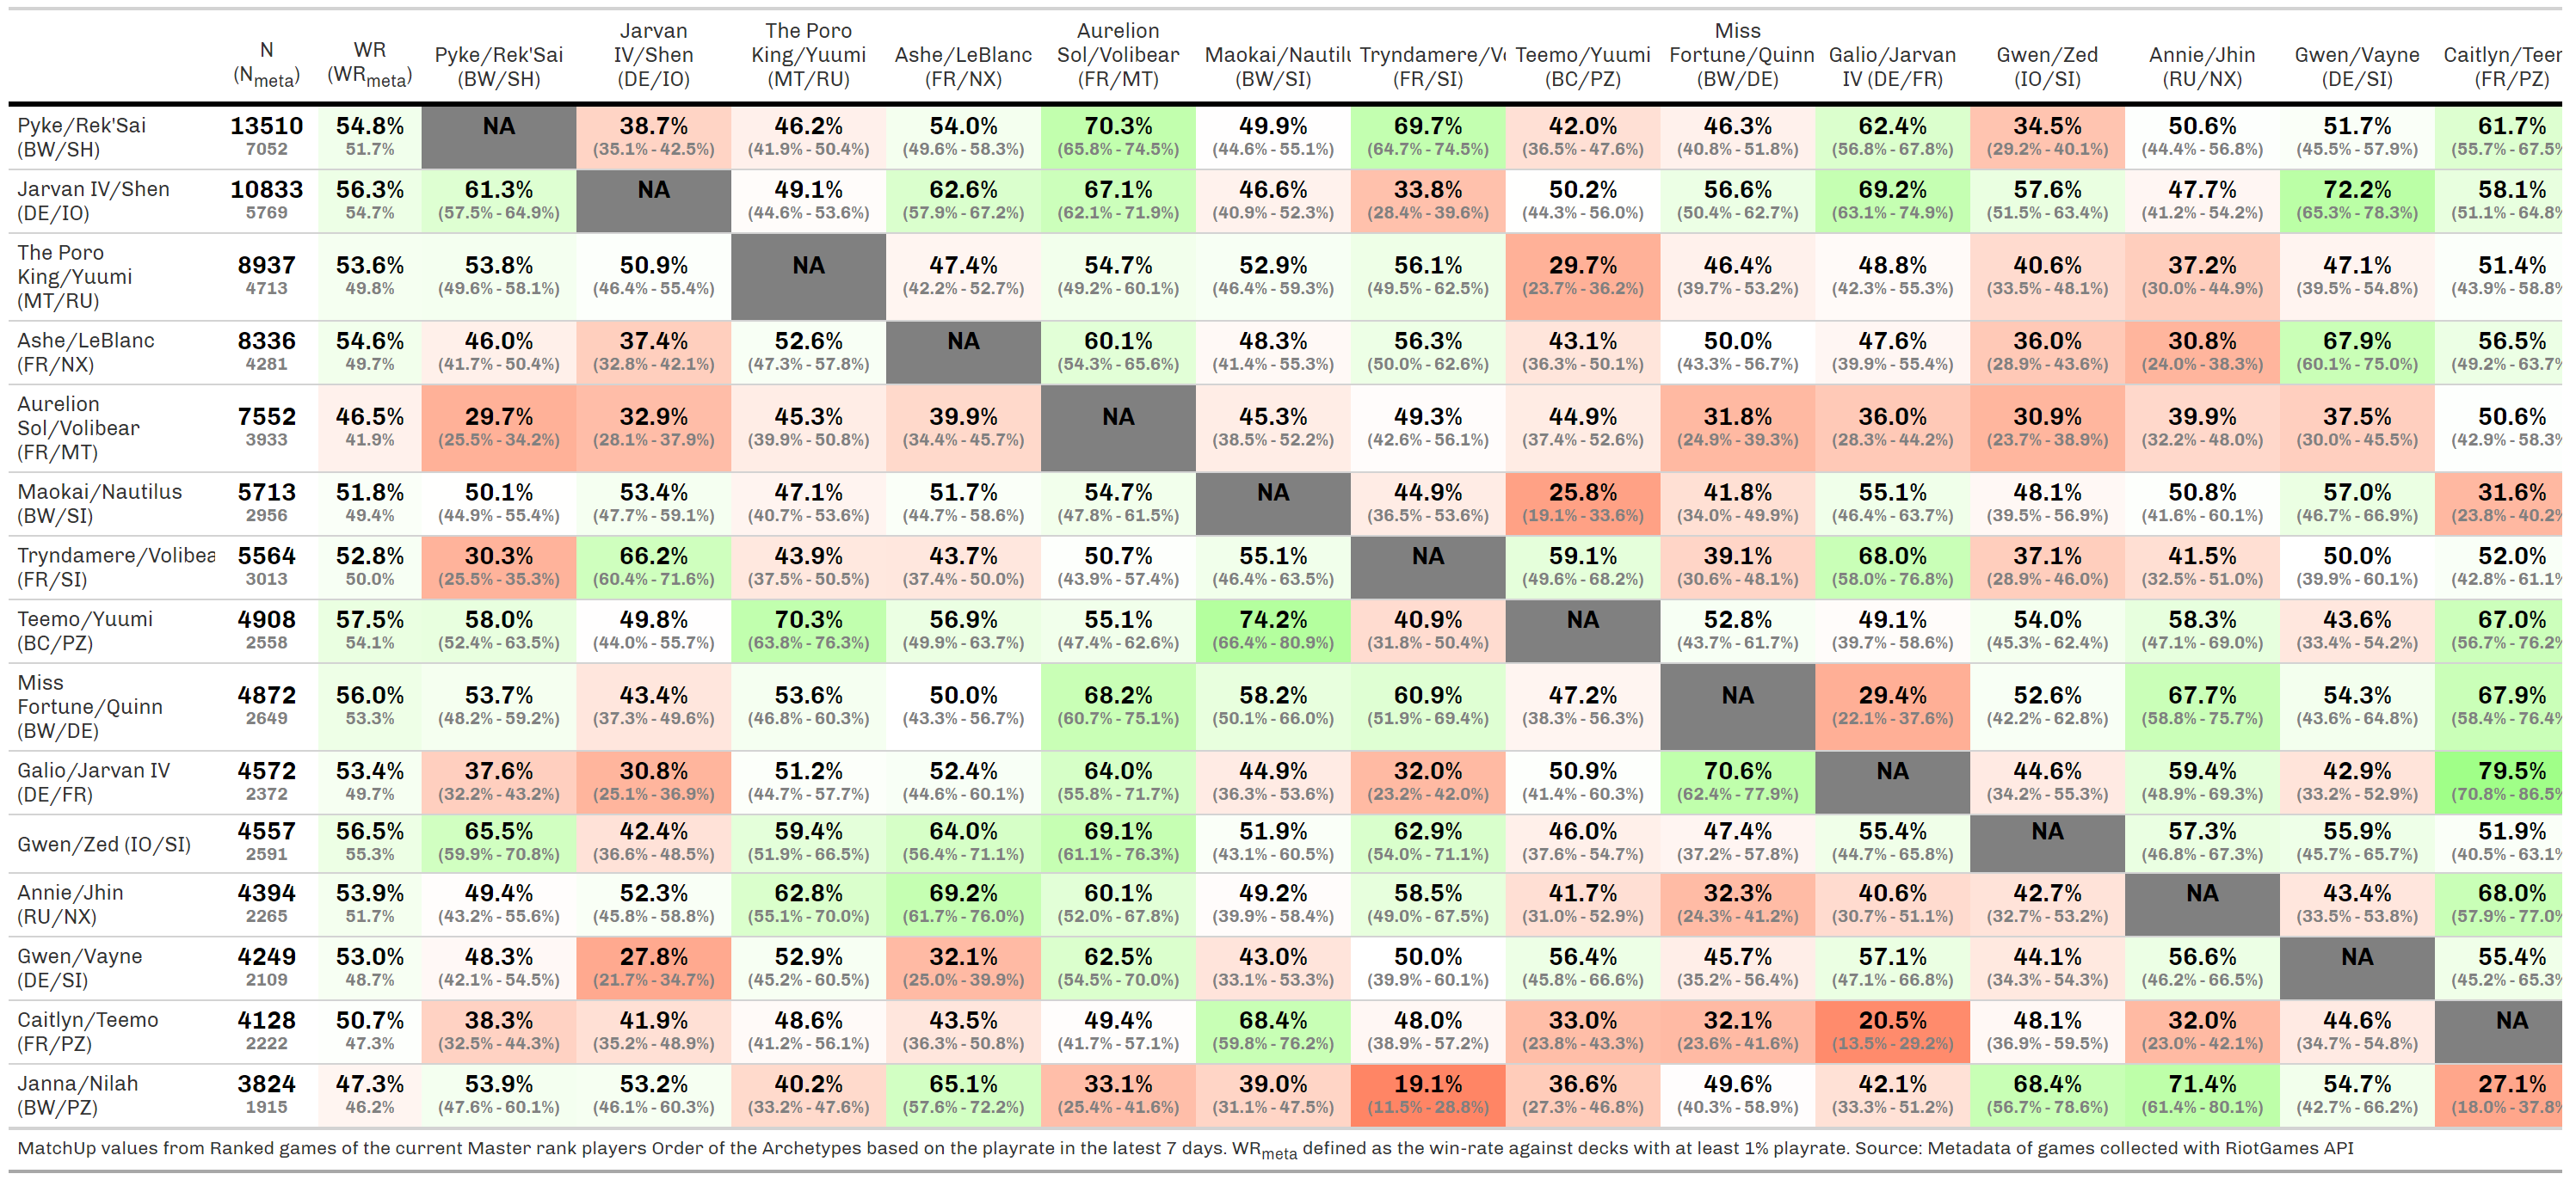 Jarvan The Poro Aurelion Miss
N WR Pyke/Rek'Sai IV/Shen King/Yuumi Ashe/LeBlanc Sol/Volibear Maokai/Nautilu Tryndamere/Vo Teemo/Yuumi Fortune/Quinn Galio/Jarvan Gwen/Zed Annie/Jhin Gwen/Vayne Caitlyn/Teer
(Nmeta) (WRmeta) (BW/SH) (DE/IO) (MT/RU) (FR/NX) (FR/MT) (BW/SI) (FR/SI) (BC/PZ) (BW/DE) IV (DE/FR) (IO/SI) (RU/NX) (DE/SI) (FR/PZ)
Pyke/Rek'Sai 13510 54.8% NA 38.7% 46.2% 54.0% 70.3% 49.9% 69.7% 42.0% 46.3% 62.4% 34.5% 50.6% 51.7% 61.7%
(BW/SH) 7052 51.7% (35.1% - 42.5%) (41.9% - 50.4%) (49.6% - 58.3%) (65.8% - 74.5%) (44.6% - 55.1%) (64.7% - 74.5%) (36.5% - 47.6%) (40.8% - 51.8%) (56.8% - 67.8%) (29.2% - 40.1%) (44.4% - 56.8%) (45.5% - 57.9%) (55.7% - 67.5%
Jarvan IV/Shen 10833 56.3% 61.3% NA 49.1% 62.6% 67.1% 46.6% 33.8% 50.2% 56.6% 69.2% 57.6% 47.7% 72.2% 58.1%
(DE/IO) 5769 54.7% (57.5% - 64.9%) (44.6% - 53.6%) (57.9% - 67.2%) (62.1% - 71.9%) (40.9% - 52.3%) (28.4% - 39.6%) (44.3% - 56.0%) (50.4% - 62.7%) (63.1% - 74.9%) (51.5% - 63.4%) (41.2% - 54.2%) (65.3% - 78.3%) (51.1% - 64.8%
The Poro
King/Yuumi 8937 53.6% 53.8% 50.9% NA 47.4% 54.7% 52.9% 56.1% 29.7% 46.4% 48.8% 40.6% 37.2% 47.1% 51.4%
(MT/RU) 4713 49.8% (49.6% - 58.1%) (46.4% - 55.4%) (42.2% - 52.7%) (49.2% - 60.1%) (46.4% - 59.3%) (49.5% - 62.5%) (23.7% - 36.2%) (39.7% - 53.2%) (42.3% - 55.3%) (33.5% - 48.1%) (30.0% - 44.9%) (39.5% - 54.8%) (43.9% - 58.8%
Ashe/LeBlanc 8336 54.6% 46.0% 37.4% 52.6% NA 60.1% 48.3% 56.3% 43.1% 50.0% 47.6% 36.0% 30.8% 67.9% 56.5%
(FR/NX) 4281 49.7% (41.7% - 50.4%) (32.8% - 42.1%) (47.3% - 57.8%) (54.3% - 65.6%) (41.4% - 55.3%) (50.0% - 62.6%) (36.3% - 50.1%) (43.3% - 56.7%) (39.9% - 55.4%) (28.9% - 43.6%) (24.0% - 38.3%) (60.1% - 75.0%) (49.2% - 63.7%
Aurelion
Sol/Volibear 7552 46.5% 29.7% 32.9% 45.3% 39.9% NA 45.3% 49.3% 44.9% 31.8% 36.0% 30.9% 39.9% 37.5% 50.6%
(FR/MT) 3933 41.9% (25.5% - 34.2%) (28.1% - 37.9%) (39.9% - 50.8%) (34.4% - 45.7%) (38.5% - 52.2%) (42.6% - 56.1%) (37.4% - 52.6%) (24.9% - 39.3%) (28.3% - 44.2%) (23.7% - 38.9%) (32.2% - 48.0%) (30.0% - 45.5%) (42.9% - 58.3%
Maokai/Nautilus 5713 51.8% 50.1% 53.4% 47.1% 51.7% 54.7% NA 44.9% 25.8% 41.8% 55.1% 48.1% 50.8% 57.0% 31.6%
(BW/SI) 2956 49.4% (44.9% - 55.4%) (47.7% - 59.1%) (40.7% - 53.6%) (44.7% - 58.6%) (47.8% - 61.5%) (36.5% - 53.6%) (19.1% - 33.6%) (34.0% - 49.9%) (46.4% - 63.7%) (39.5% - 56.9%) (41.6% - 60.1%) (46.7% - 66.9%) (23.8% - 40.2%
Tryndamere/Volibea 5564 52.8% 30.3% 66.2% 43.9% 43.7% 50.7% 55.1% NA 59.1% 39.1% 68.0% 37.1% 41.5% 50.0% 52.0%
(FR/SI) 3013 50.0% (25.5% - 35.3%) (60.4% - 71.6%) (37.5% - 50.5%) (37.4% - 50.0%) (43.9% - 57.4%) (46.4% - 63.5%) (49.6% - 68.2%) (30.6% - 48.1%) (58.0% - 76.8%) (28.9% - 46.0%) (32.5% - 51.0%) (39.9% - 60.1%) (42.8% - 61.1%
Teemo/Yuumi 4908 57.5% 58.0% 49.8% 70.3% 56.9% 55.1% 74.2% 40.9% NA 52.8% 49.1% 54.0% 58.3% 43.6% 67.0%
(BC/PZ) 2558 54.1% (52.4% - 63.5%) (44.0% - 55.7%) (63.8% - 76.3%) (49.9% - 63.7%) (47.4% - 62.6%) (66.4% - 80.9%) (31.8% - 50.4%) (43.7% - 61.7%) (39.7% - 58.6%) (45.3% - 62.4%) (47.1% - 69.0%) (33.4% - 54.2%) (56.7% - 76.2%
Miss
Fortune/Quinn 4872 56.0% 53.7% 43.4% 53.6% 50.0% 68.2% 58.2% 60.9% 47.2% NA 29.4% 52.6% 67.7% 54.3% 67.9%
(BW/DE) 2649 53.3% (48.2% - 59.2%) (37.3% - 49.6%) (46.8% - 60.3%) (43.3% - 56.7%) (60.7% - 75.1%) (50.1% - 66.0%) (51.9% - 69.4%) (38.3% - 56.3%) (22.1% - 37.6%) (42.2% - 62.8%) (58.8% - 75.7%) (43.6% - 64.8%) (58.4% - 76.4%
Galio/Jarvan IV 4572 53.4% 37.6% 30.8% 51.2% 52.4% 64.0% 44.9% 32.0% 50.9% 70.6% NA 44.6% 59.4% 42.9% 79.5%
(DE/FR) 2372 49.7% (32.2% - 43.2%) (25.1% - 36.9%) (44.7% - 57.7%) (44.6% - 60.1%) (55.8% - 71.7%) (36.3% - 53.6%) (23.2% - 42.0%) (41.4% - 60.3%) (62.4% - 77.9%) (34.2% - 55.3%) (48.9% - 69.3%) (33.2% - 52.9%) (70.8% - 86.5%
Gwen/Zed (IO/SI) 4557 56.5% 65.5% 42.4% 59.4% 64.0% 69.1% 51.9% 62.9% 46.0% 47.4% 55.4% NA 57.3% 55.9% 51.9%
2591 55.3% (59.9% - 70.8%) (36.6% - 48.5%) (51.9% - 66.5%) (56.4% - 71.1%) (61.1% - 76.3%) (43.1% - 60.5%) (54.0% - 71.1%) (37.6% - 54.7%) (37.2% - 57.8%) (44.7% - 65.8%) (46.8% - 67.3%) (45.7% - 65.7%) (40.5% - 63.1%
Annie/Jhin 4394 53.9% 49.4% 52.3% 62.8% 69.2% 60.1% 49.2% 58.5% 41.7% 32.3% 40.6% 42.7% NA 43.4% 68.0%
(RU/NX) 2265 51.7% (43.2% - 55.6%) (45.8% - 58.8%) (55.1% - 70.0%) (61.7% - 76.0%) (52.0% - 67.8%) (39.9% - 58.4%) (49.0% - 67.5%) (31.0% - 52.9%) (24.3% - 41.2%) (30.7% - 51.1%) (32.7% - 53.2%) (33.5% - 53.8%) (57.9% - 77.0%
Gwen/Vayne 4249 53.0% 48.3% 27.8% 52.9% 32.1% 62.5% 43.0% 50.0% 56.4% 45.7% 57.1% 44.1% 56.6% NA 55.4%
(DE/SI) 2109 48.7% (42.1% - 54.5%) (21.7% - 34.7%) (45.2% - 60.5%) (25.0% - 39.9%) (54.5% - 70.0%) (33.1% - 53.3%) (39.9% - 60.1%) (45.8% - 66.6%) (35.2% - 56.4%) (47.1% - 66.8%) (34.3% - 54.3%) (46.2% - 66.5%) (45.2% - 65.3%
Caitlyn/Teemo 4128 50.7% 38.3% 41.9% 48.6% 43.5% 49.4% 68.4% 48.0% 33.0% 32.1% 20.5% 48.1% 32.0% 44.6% NA
(FR/PZ) 2222 47.3% (32.5% - 44.3%) (35.2% - 48.9%) (41.2% - 56.1%) (36.3% - 50.8%) (41.7% - 57.1%) (59.8% - 76.2%) (38.9% - 57.2%) (23.8% - 43.3%) (23.6% - 41.6%) (13.5% - 29.2%) (36.9% - 59.5%) (23.0% - 42.1%) (34.7% - 54.8%)
Janna/Nilah 3824 47.3% 53.9% 53.2% 40.2% 65.1% 33.1% 39.0% 19.1% 36.6% 49.6% 42.1% 68.4% 71.4% 54.7% 27.1%
(BW/PZ) 1915 46.2% (47.6% - 60.1%) (46.1% - 60.3%) (33.2% - 47.6%) (57.6% - 72.2%) (25.4% - 41.6%) (31.1% - 47.5%) (11.5% - 28.8%) (27.3% - 46.8%) (40.3% - 58.9%) (33.3% - 51.2%) (56.7% - 78.6%) (61.4% - 80.1%) (42.7% - 66.2%) (18.0% - 37.8%
MatchUp values from Ranked games of the current Master rank players Order of the Archetypes based on the playrate in the latest 7 days. WRmeta defined as the win-rate against decks with at least 1% playrate. Source: Metadata of games collected with RiotGames API